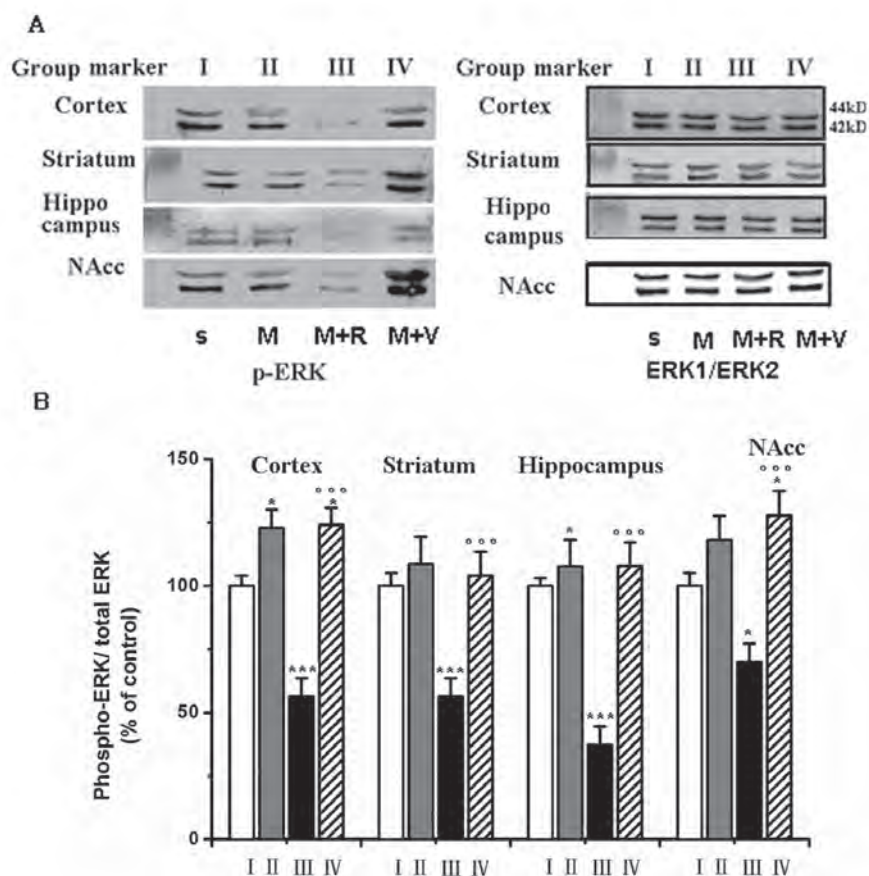 A
Group marker I II III IV
Cortex
Striatum
Hippo
campus
NAcc
s M M+R M+V
p-ERK
Group marker I II III IV
Cortex
44kD
42kD
Striatum
Hippo
campus
NAcc
s M M+R M+V
ERK1/ERK2
B
Phospho-ERK/ total ERK
(% of control)
150
100
50
0
Cortex Striatum Hippocampus NAcc
* *** °°° *
*** °°°
* *** °°°
* °°° *
I II III IV I II III IV I II III IV I II III IV